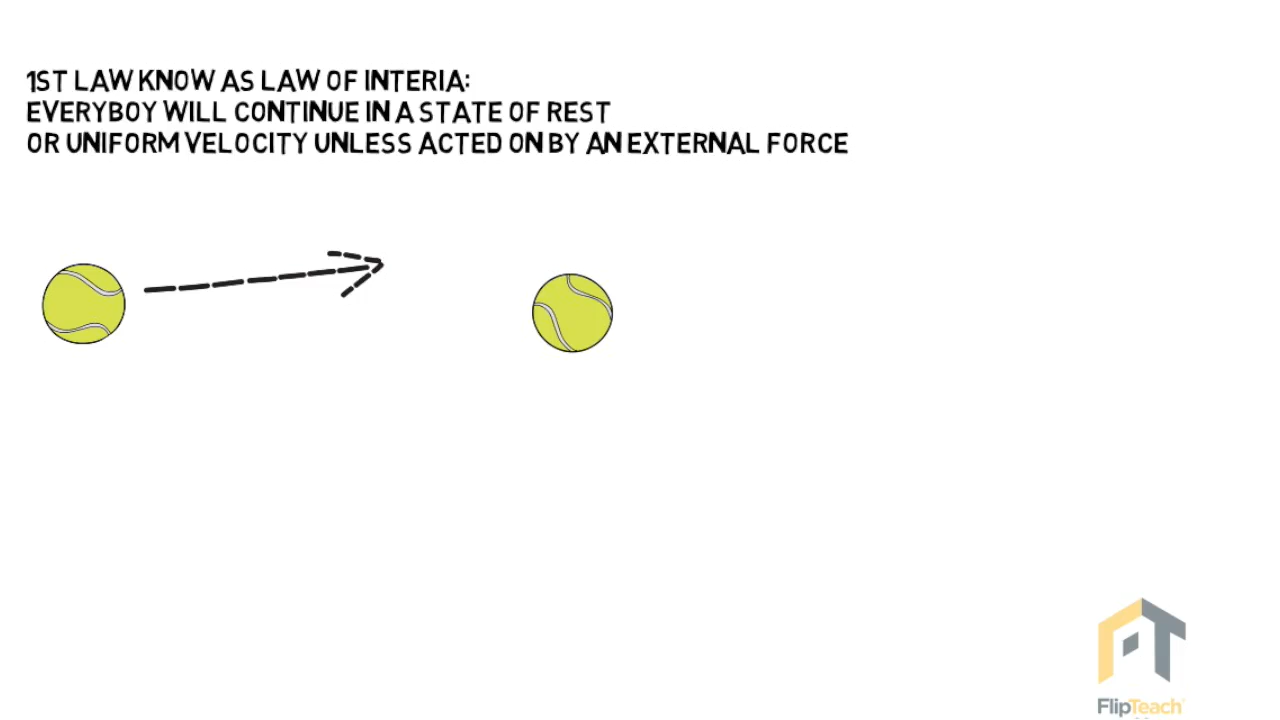 1ST LAW KNOW AS LAW OF INTERIA:
EVERYBOY WILL CONTINUE IN A STATE OF REST
OR UNIFORM VELOCITY UNLESS ACTED ON BY AN EXTERNAL FORCE
FlipTeach